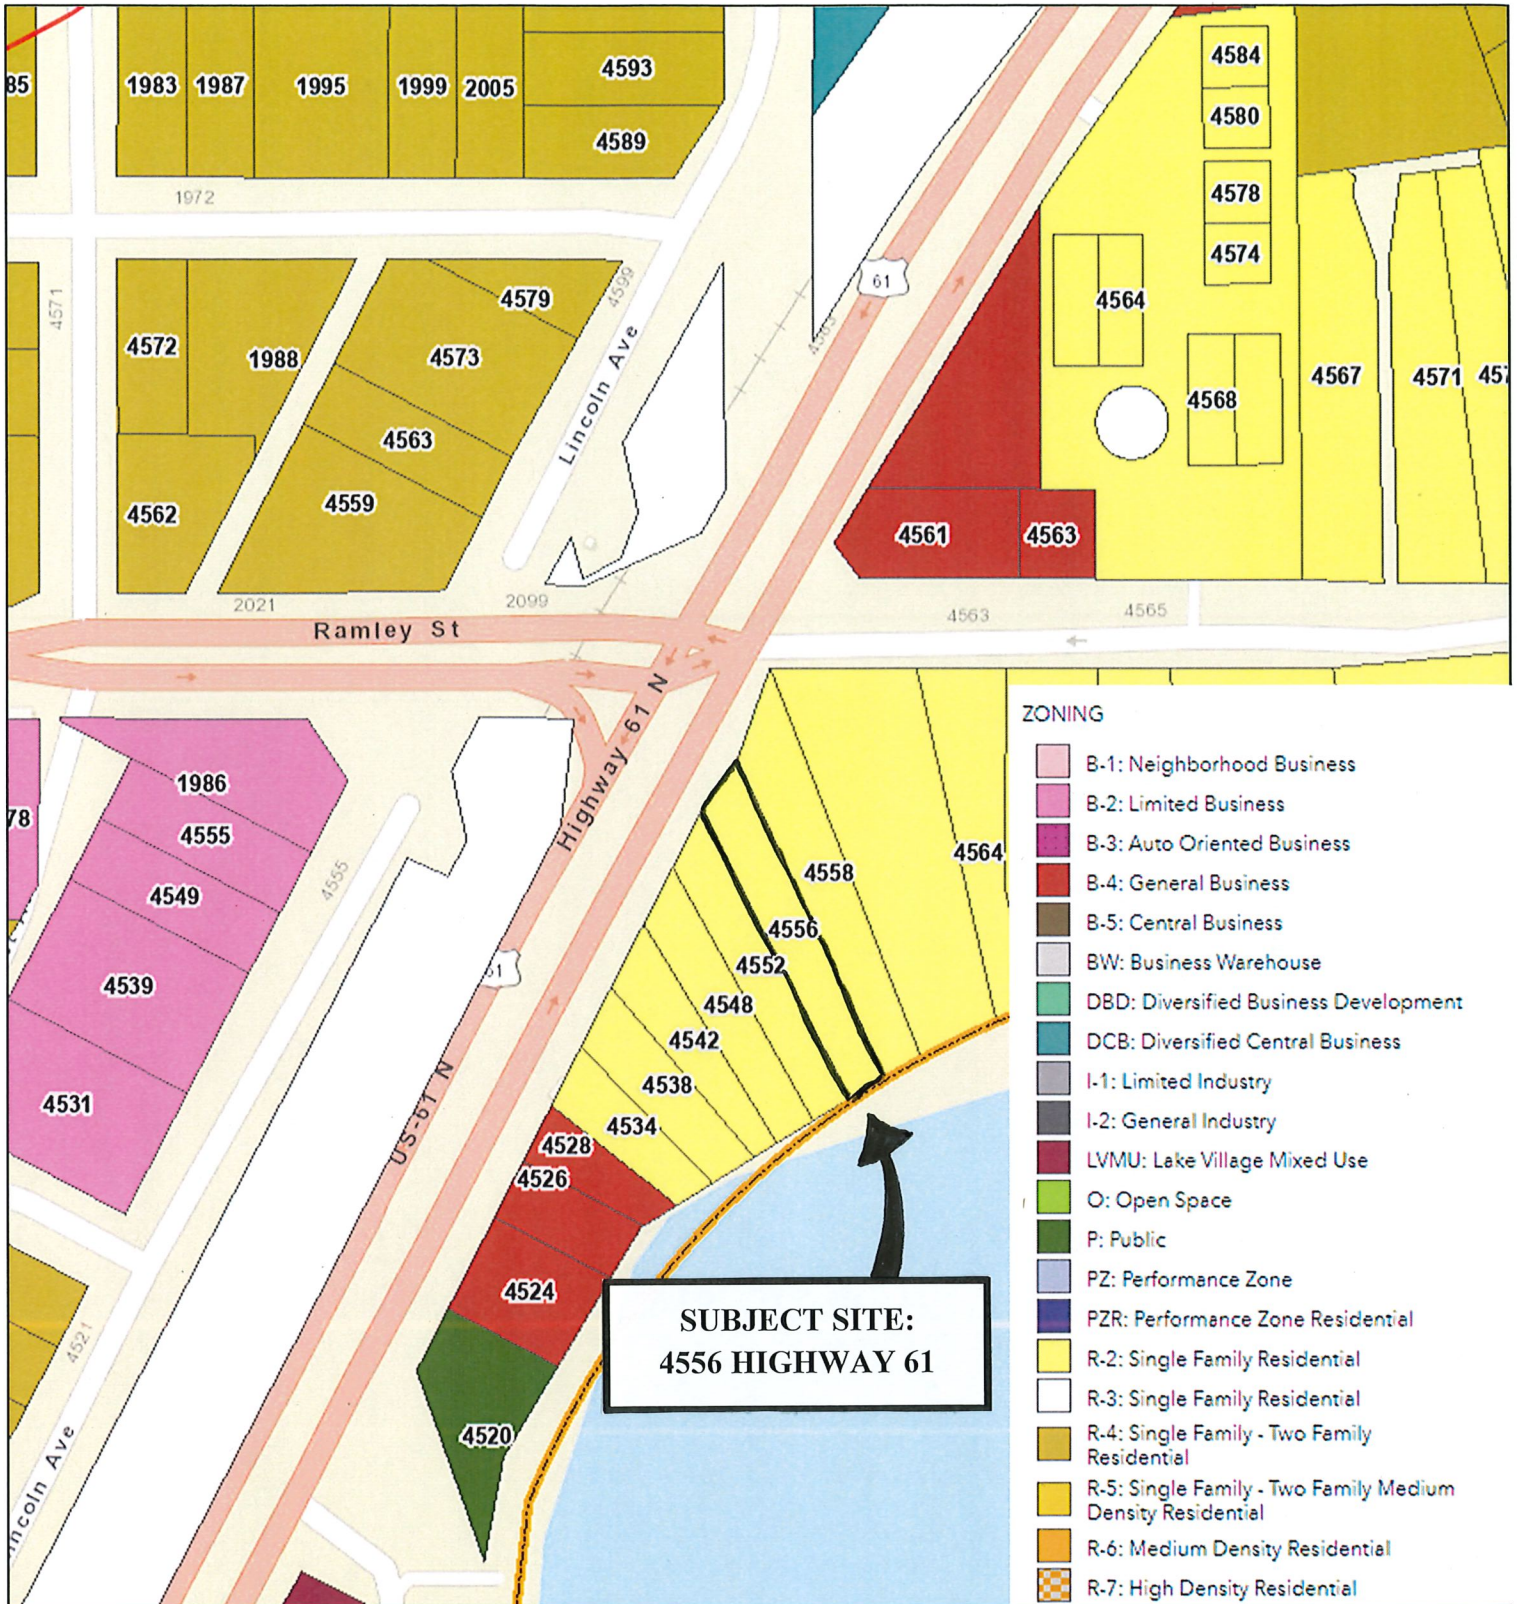 85
1983
1987
1995
1999
2005
4593
4589
4584
4580
4578
4574
1972
61
4571
4572
1988
4579
4599
4573
4563
4563
4564
4568
4567
4571
457
Lincoln Ave
4562
4559
4561
4563
2021
2099
4563
4565
Ramley St
Highway 61 N
78
1986
4555
4549
4539
4531
4555
61
4558
4564
4556
4552
4548
4542
4538
4534
4528
4526
4524
4520
US-61 N
4521
incoln Ave
SUBJECT SITE:
4556 HIGHWAY 61
ZONING
B-1: Neighborhood Business
B-2: Limited Business
B-3: Auto Oriented Business
B-4: General Business
B-5: Central Business
BW: Business Warehouse
DBD: Diversified Business Development
DCB: Diversified Central Business
I-1: Limited Industry
I-2: General Industry
LVMU: Lake Village Mixed Use
O: Open Space
P: Public
PZ: Performance Zone
PZR: Performance Zone Residential
R-2: Single Family Residential
R-3: Single Family Residential
R-4: Single Family - Two Family
Residential
R-5: Single Family - Two Family Medium
Density Residential
R-6: Medium Density Residential
R-7: High Density Residential